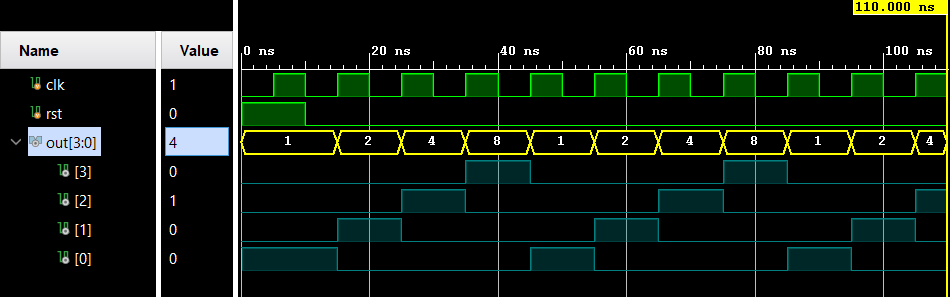 110.000 ns
Name Value
0 ns 20 ns 40 ns 60 ns 80 ns 100 ns
clk 1
rst 0
out[3:0] 4 1 2 4 8 1 2 4 8 1 2 4
[3] 0
[2] 1
[1] 0
[0] 0